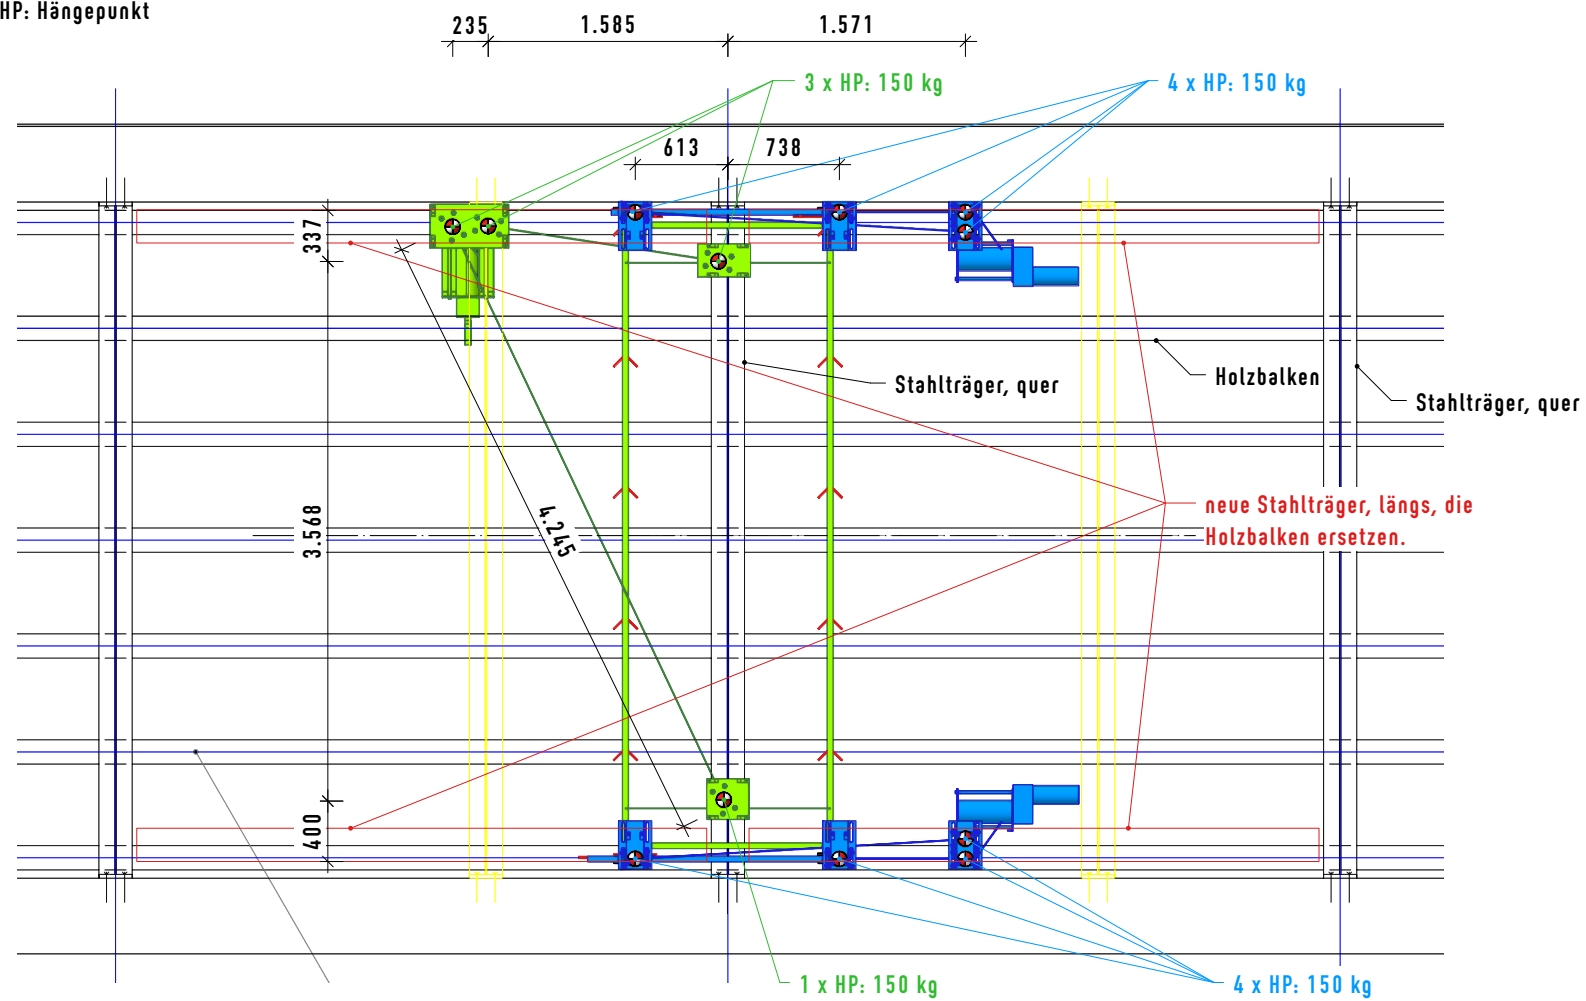 HP: Hängepunkt
235
1.585
1.571
3 x HP: 150 kg
4 x HP: 150 kg
613
738
337
Stahlträger, quer
Holzbalken
Stahlträger, quer
3.568
4.245
neue Stahlträger, längs, die
Holzbalken ersetzen.
400
1 x HP: 150 kg
4 x HP: 150 kg